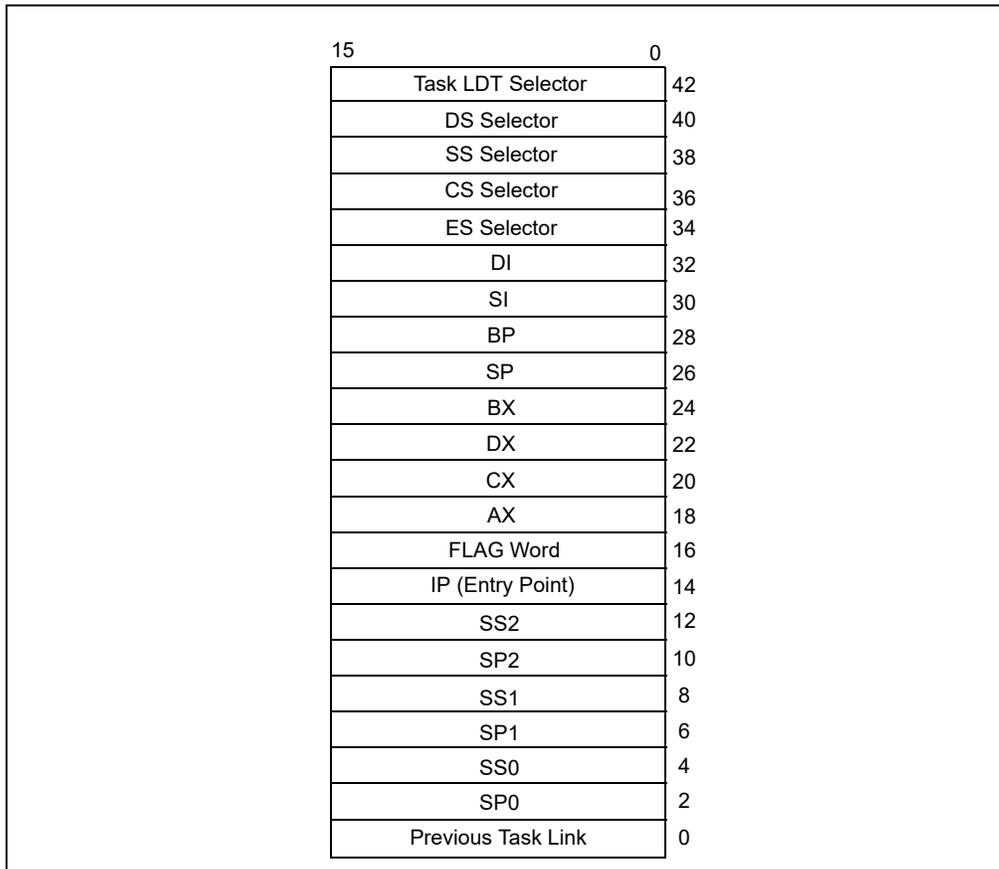 15 0
Task LDT Selector 42
DS Selector 40
SS Selector 38
CS Selector 36
ES Selector 34
DI 32
SI 30
BP 28
SP 26
BX 24
DX 22
CX 20
AX 18
FLAG Word 16
IP (Entry Point) 14
SS2 12
SP2 10
SS1 8
SP1 6
SS0 4
SP0 2
Previous Task Link 0